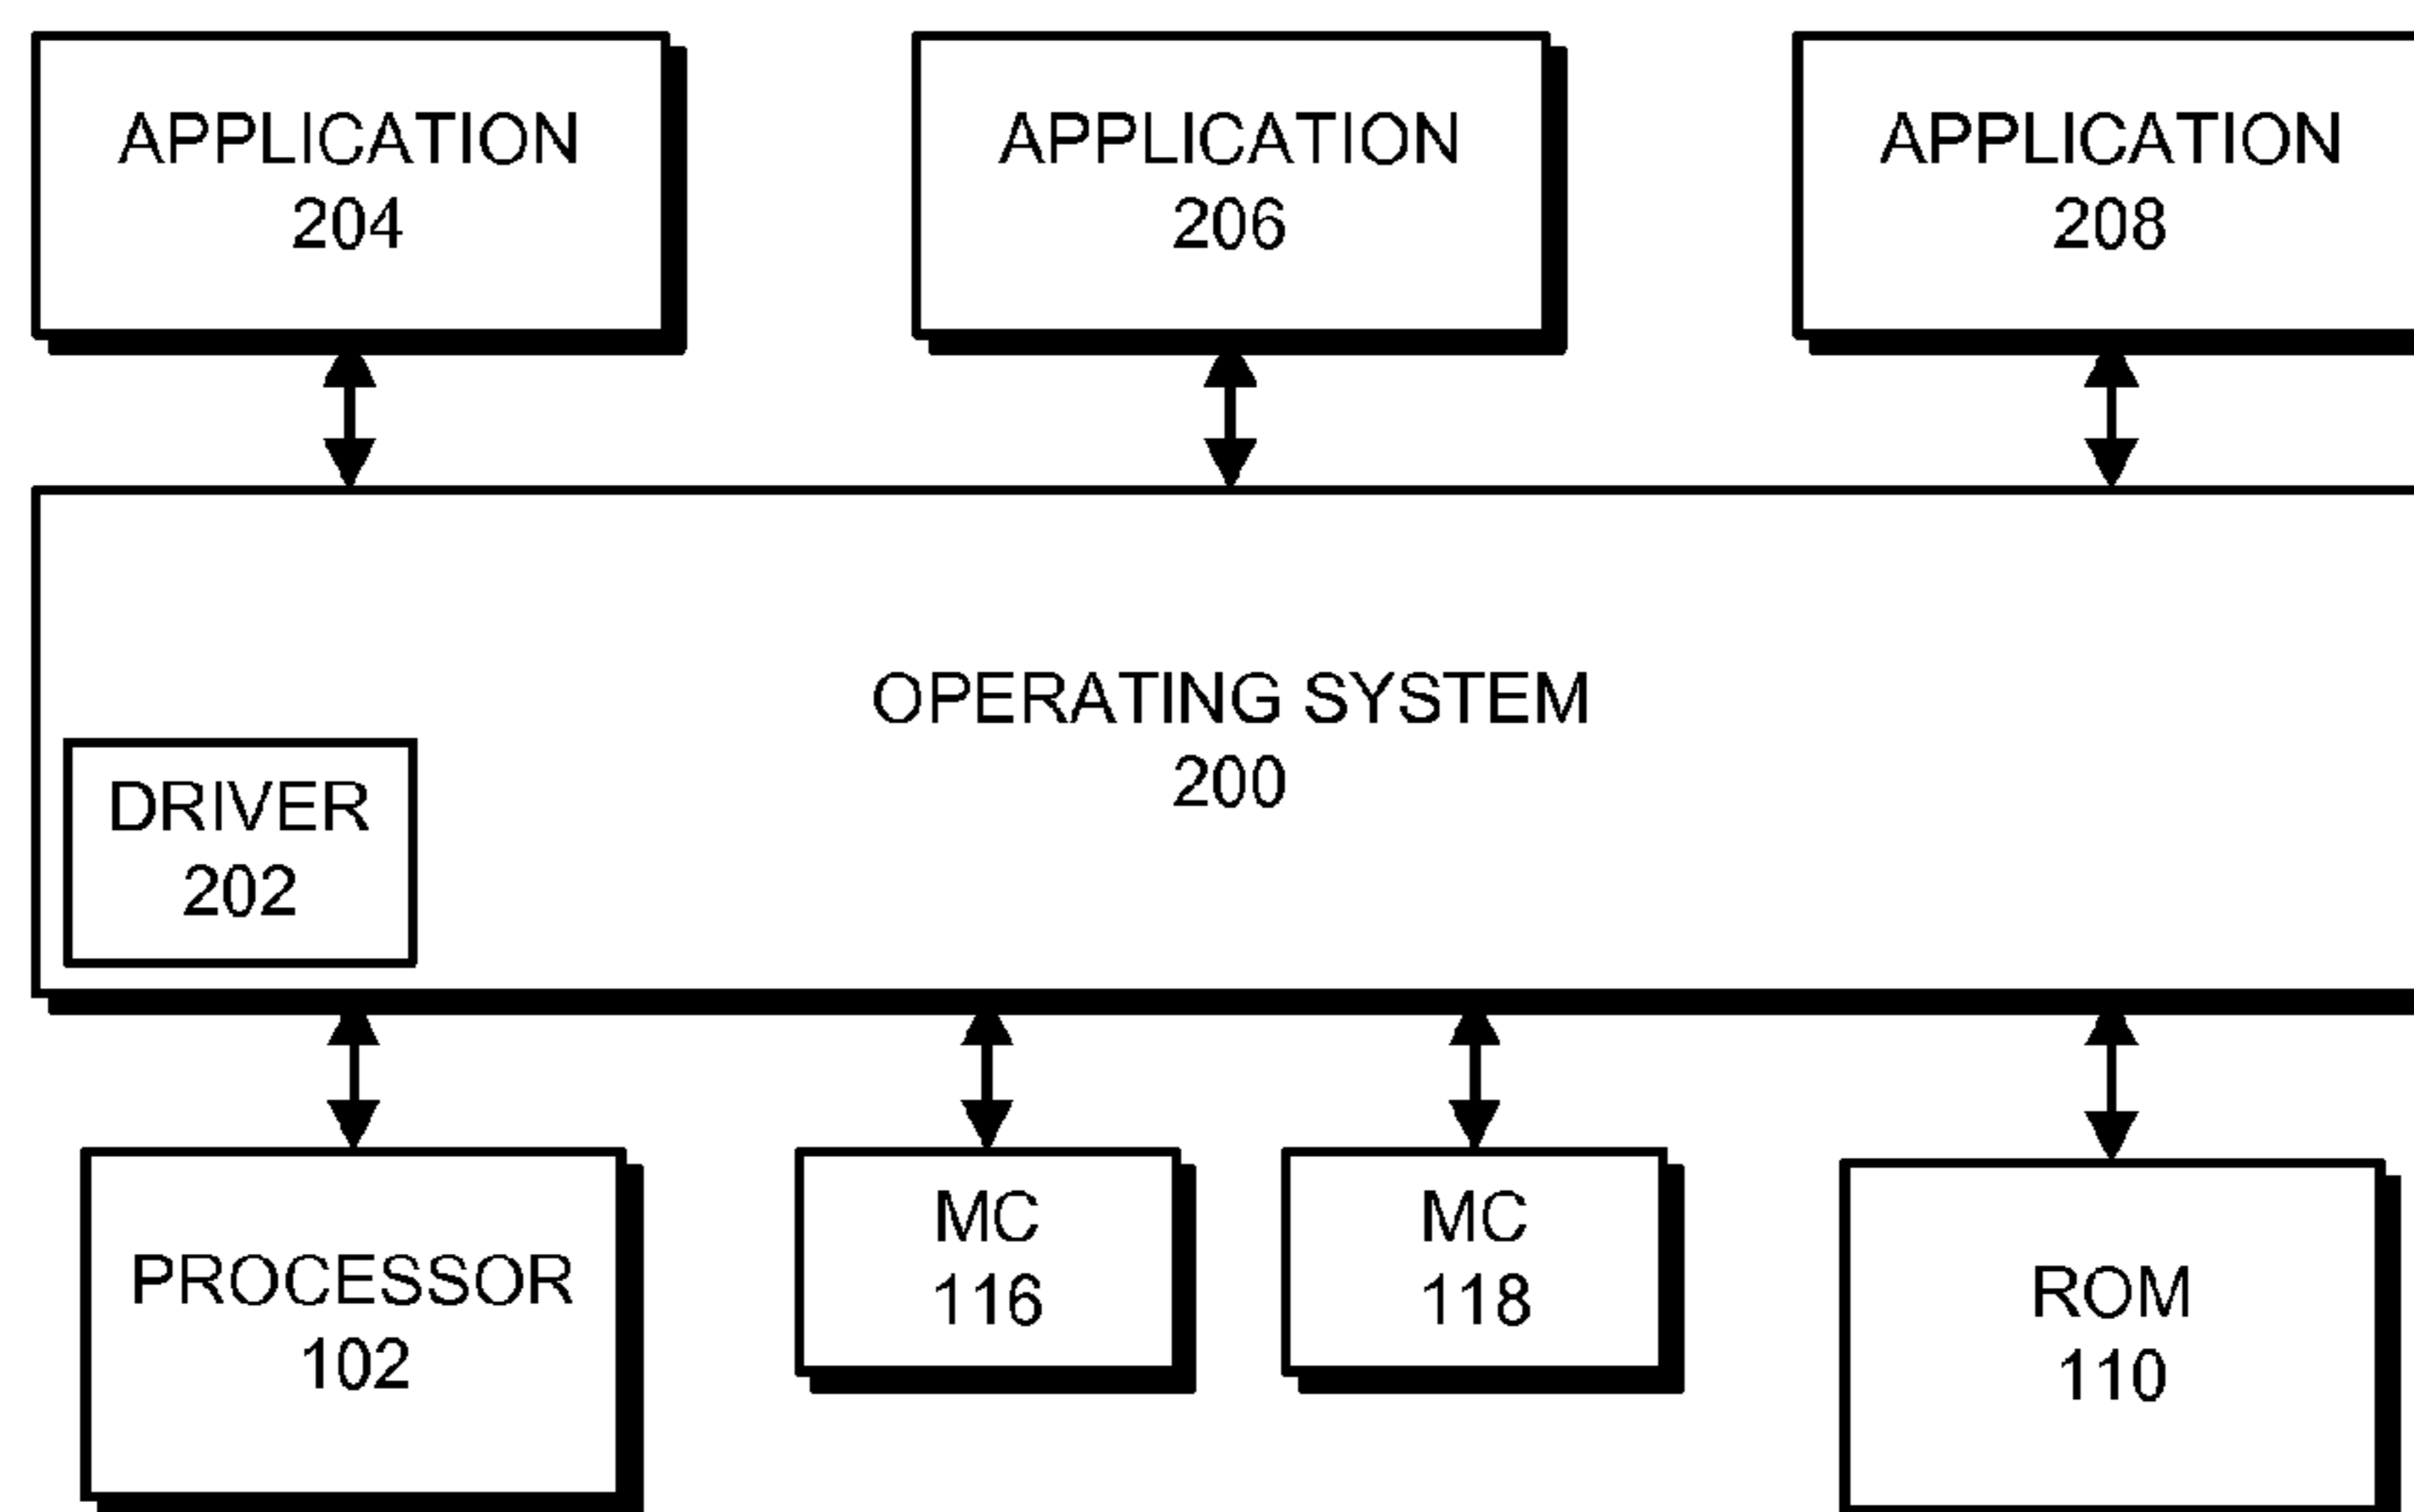 APPLICATION
204
APPLICATION
206
APPLICATION
208
OPERATING SYSTEM
200
DRIVER
202
PROCESSOR
102
MC
116
MC
118
ROM
110